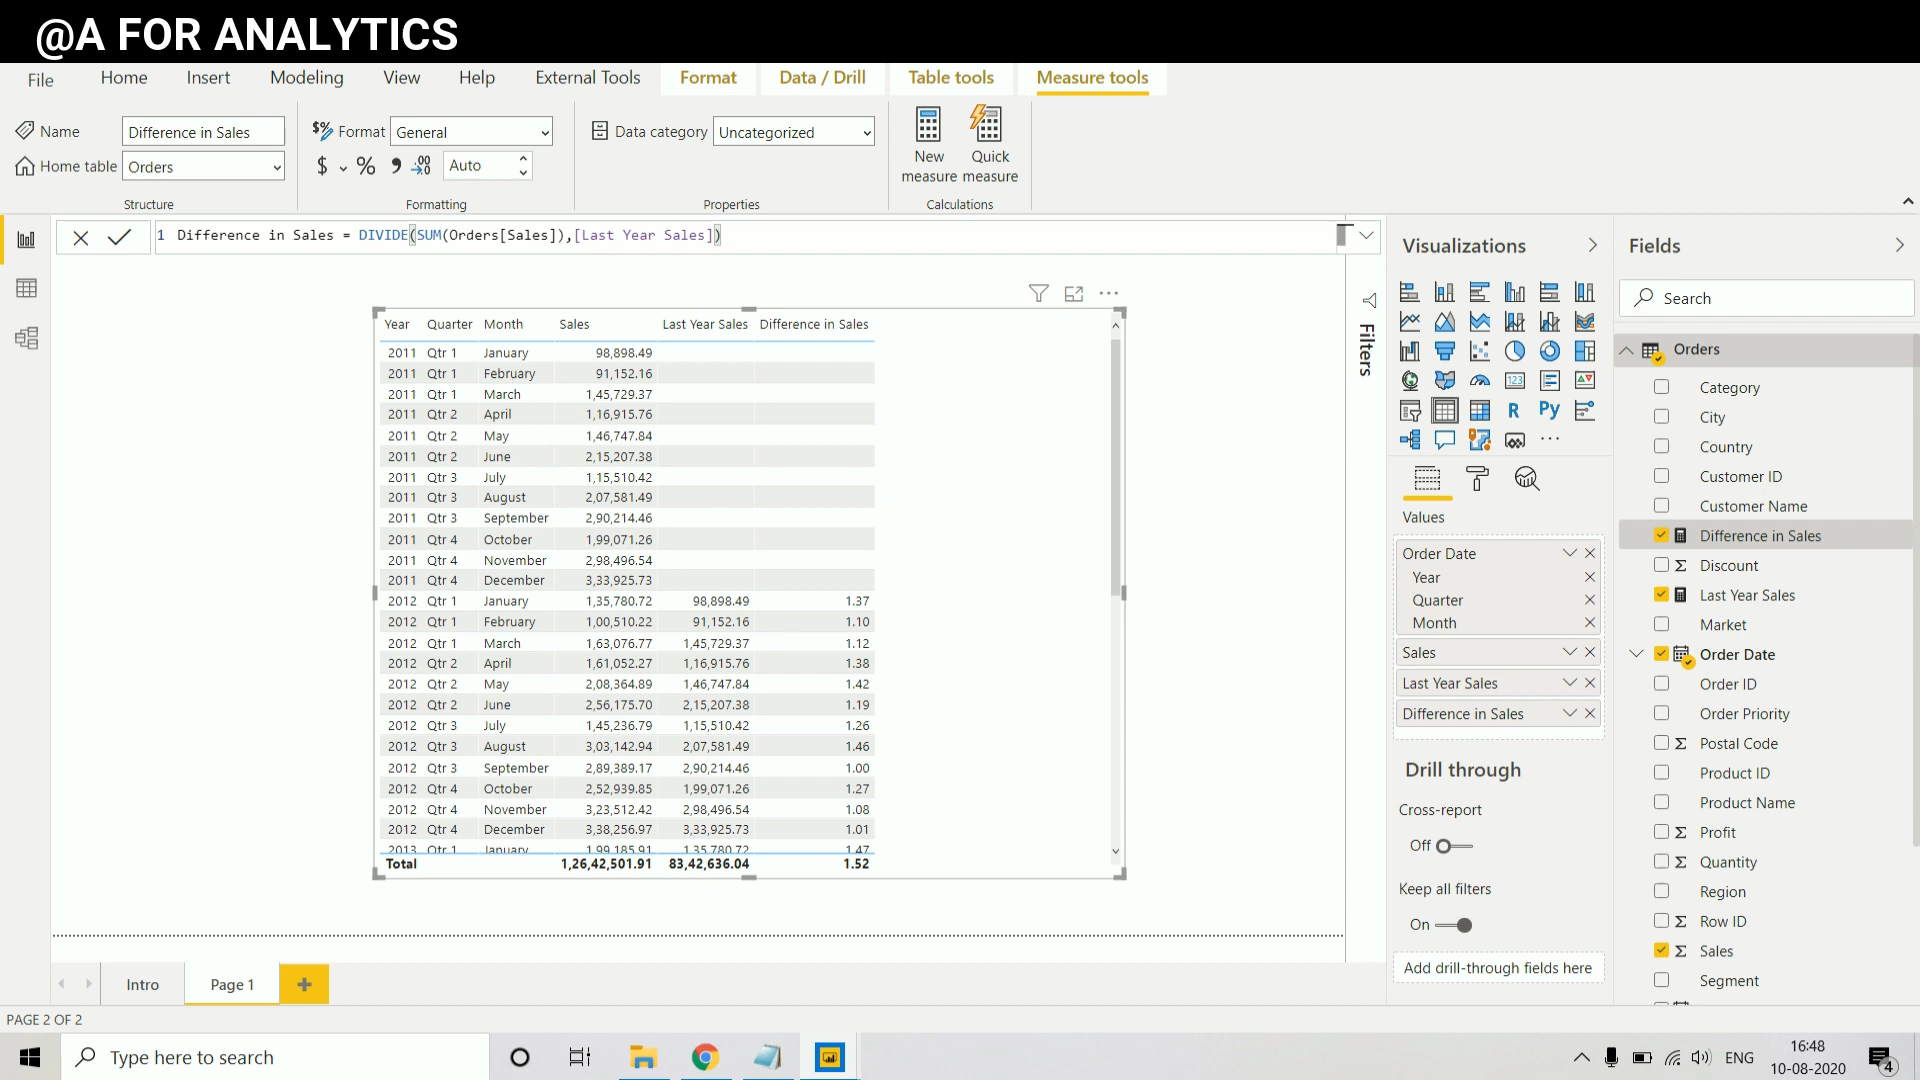 @A FOR ANALYTICS
File Home Insert Modeling View Help External Tools Format Data / Drill Table tools Measure tools
Name Difference in Sales $% Format General Data category Uncategorized
Home table Orders $ % 9 .00 Auto
New measure
Quick measure
Structure Formatting Properties Calculations
1 Difference in Sales = DIVIDE(SUM(Orders[Sales]),[Last Year Sales])
Year Quarter Month Sales Last Year Sales Difference in Sales
2011 Qtr 1 January 98,898.49
2011 Qtr 1 February 91,152.16
2011 Qtr 1 March 1,45,729.37
2011 Qtr 2 April 1,16,915.76
2011 Qtr 2 May 1,46,747.84
2011 Qtr 2 June 2,15,207.38
2011 Qtr 3 July 1,15,510.42
2011 Qtr 3 August 2,07,581.49
2011 Qtr 3 September 2,90,214.46
2011 Qtr 4 October 1,99,071.26
2011 Qtr 4 November 2,98,496.54
2011 Qtr 4 December 3,33,925.73
2012 Qtr 1 January 1,35,780.72 98,898.49 1.37
2012 Qtr 1 February 1,00,510.22 91,152.16 1.10
2012 Qtr 1 March 1,63,076.77 1,45,729.37 1.12
2012 Qtr 2 April 1,61,052.27 1,16,915.76 1.38
2012 Qtr 2 May 2,08,364.89 1,46,747.84 1.42
2012 Qtr 2 June 2,56,175.70 2,15,207.38 1.19
2012 Qtr 3 July 1,45,236.79 1,15,510.42 1.26
2012 Qtr 3 August 3,03,142.94 2,07,581.49 1.46
2012 Qtr 3 September 2,89,389.17 2,90,214.46 1.00
2012 Qtr 4 October 2,52,939.85 1,99,071.26 1.27
2012 Qtr 4 November 3,23,512.42 2,98,496.54 1.08
2012 Qtr 4 December 3,38,256.97 3,33,925.73 1.01
2013 Qtr 1 January 1,99,185.91 1,35,780.72 1.47
Total 1,26,42,501.91 83,42,636.04 1.52
Filters
Visualizations
123
R Py
Values
Order Date
Year
Quarter
Month
Sales
Last Year Sales
Difference in Sales
Drill through
Cross-report
Off
Keep all filters
On
Add drill-through fields here
Fields
Search
Orders
Category
City
Country
Customer ID
Customer Name
Difference in Sales
Σ Discount
Last Year Sales
Market
Order Date
Order ID
Order Priority
Σ Postal Code
Product ID
Product Name
Σ Profit
Σ Quantity
Region
Σ Row ID
Σ Sales
Segment
Intro Page 1 +
PAGE 2 OF 2
Type here to search
ENG
16:48
10-08-2020
4